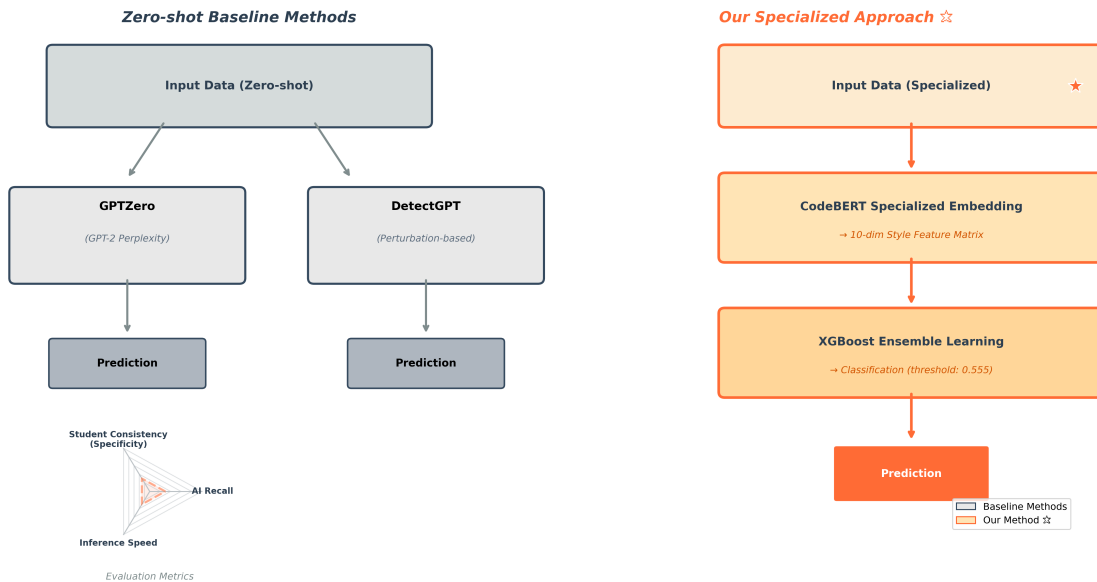 Zero-shot Baseline Methods
Input Data (Zero-shot)
GPTZero
(GPT-2 Perplexity)
DetectGPT
(Perturbation-based)
Prediction
Prediction
Student Consistency
(Specificity)
AI Recall
Inference Speed
Evaluation Metrics
Our Specialized Approach ☆
Input Data (Specialized)
★
CodeBERT Specialized Embedding
→ 10-dim Style Feature Matrix
XGBoost Ensemble Learning
→ Classification (threshold: 0.555)
Prediction
Baseline Methods
Our Method ☆